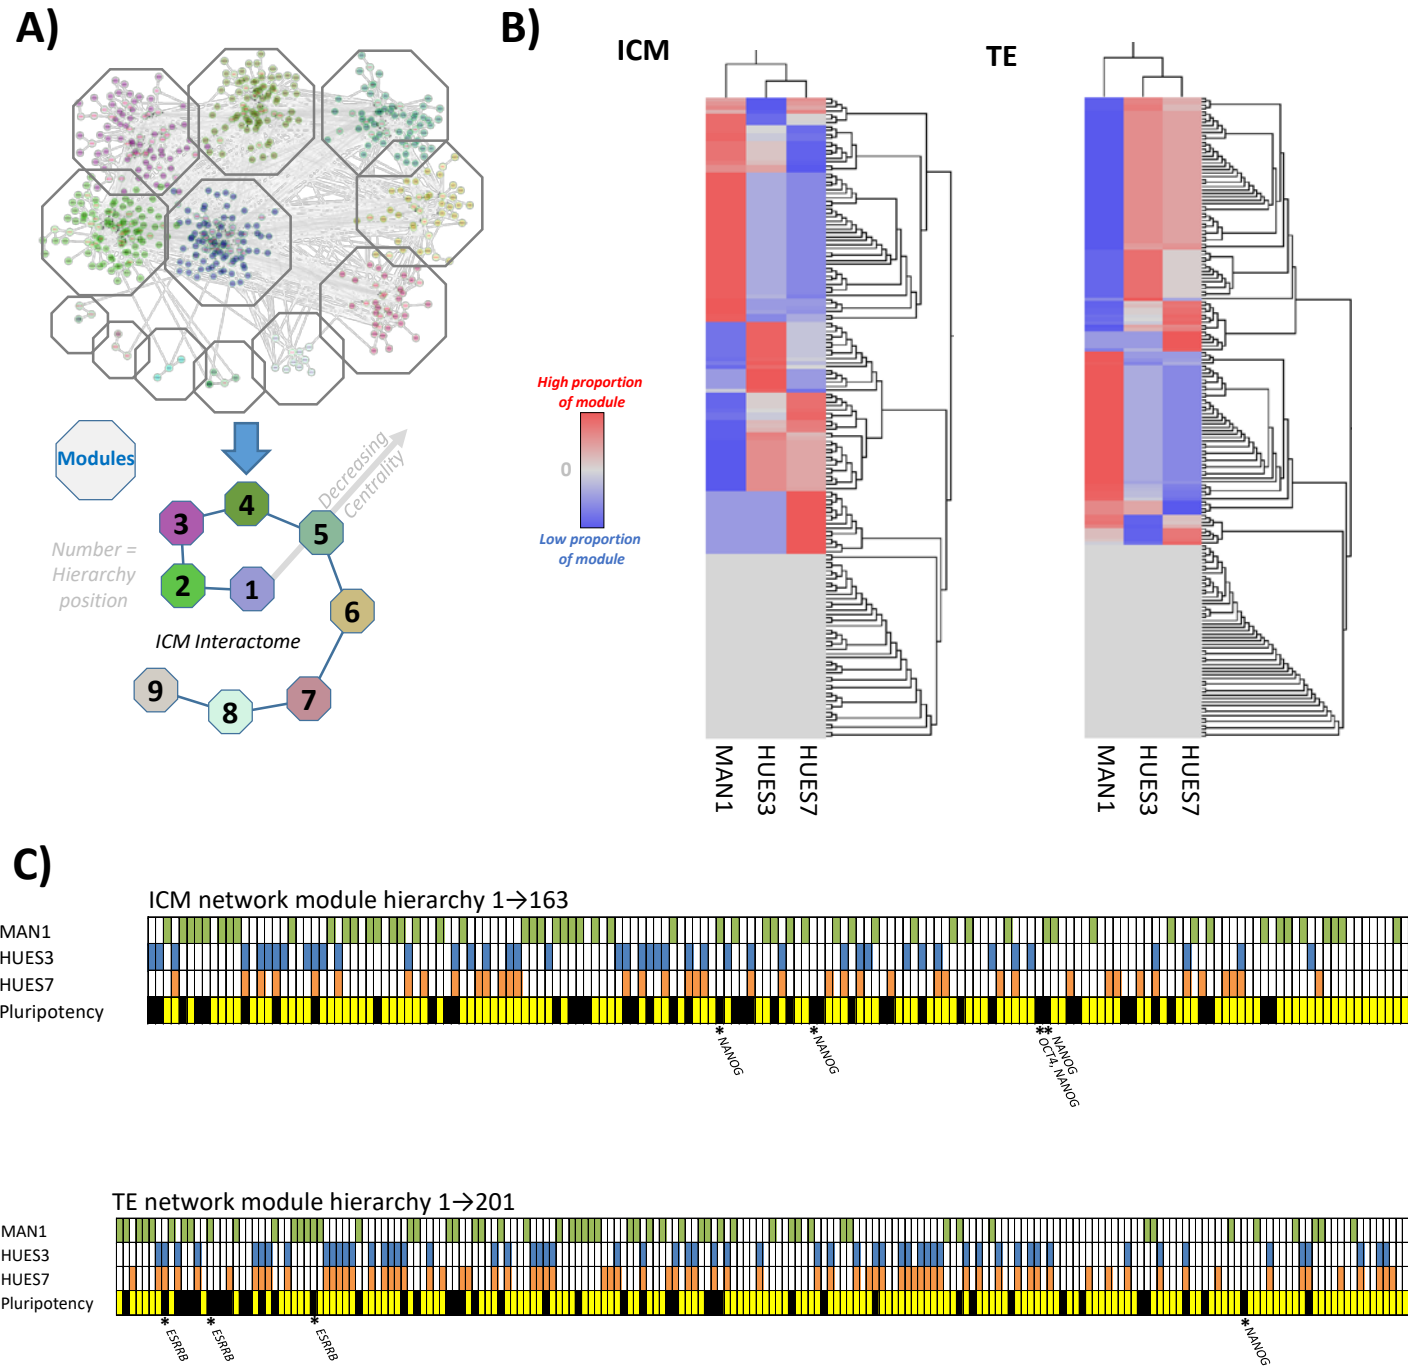 A)
Modules
Decreasing
Centrality
Number =
Hierarchy
position
1
2
3
4
5
6
7
8
9
ICM Interactome
B)
ICM
TE
High proportion
of module
0
Low proportion
of module
MAN1
HUES3
HUES7
MAN1
HUES3
HUES7
C)
ICM network module hierarchy 1→163
MAN1
HUES3
HUES7
Pluripotency
*NANOG
*NANOG
*OCT4, NANOG
*NANOG
TE network module hierarchy 1→201
MAN1
HUES3
HUES7
Pluripotency
*ESRRB
*ESRRB
*ESRRB
*NANOG